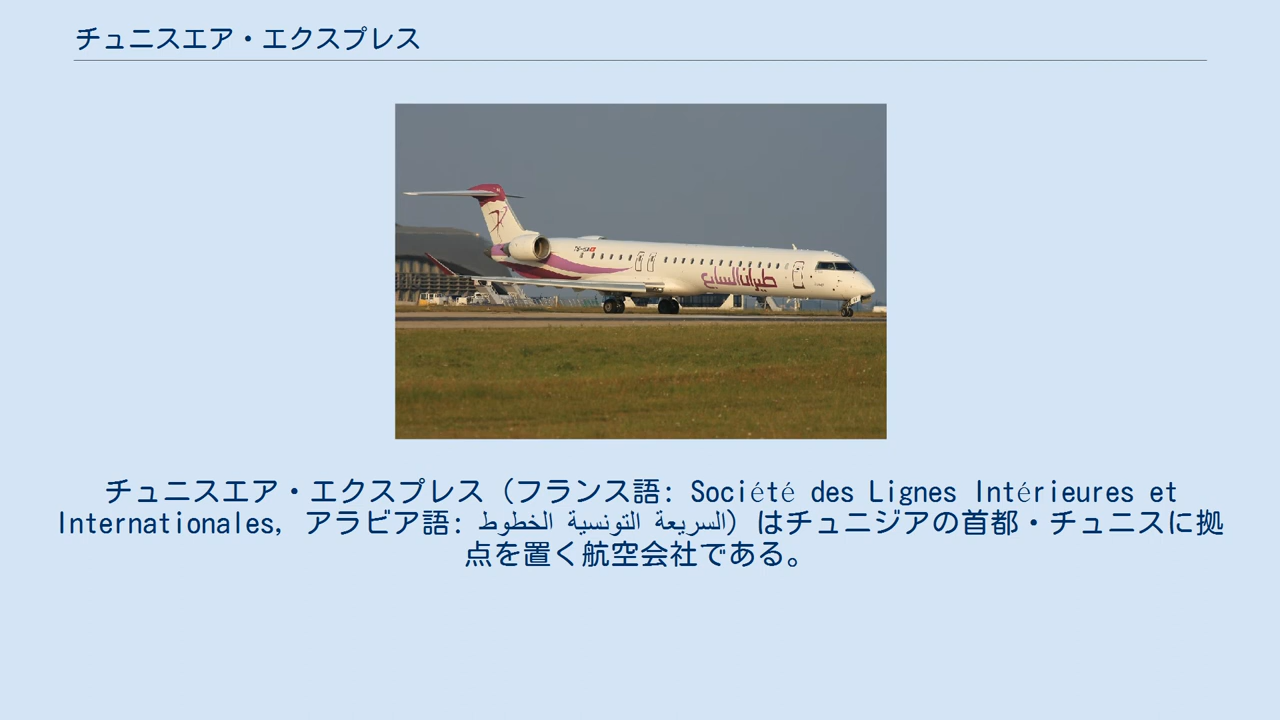 チュニスエア・エクスプレス
チュニスエア・エクスプレス（フランス語: Société des Lignes Intérieures et
Internationales, アラビア語: الخطوط التونسية السريعة）はチュニジアの首都・チュニスに拠
点を置く航空会社である。